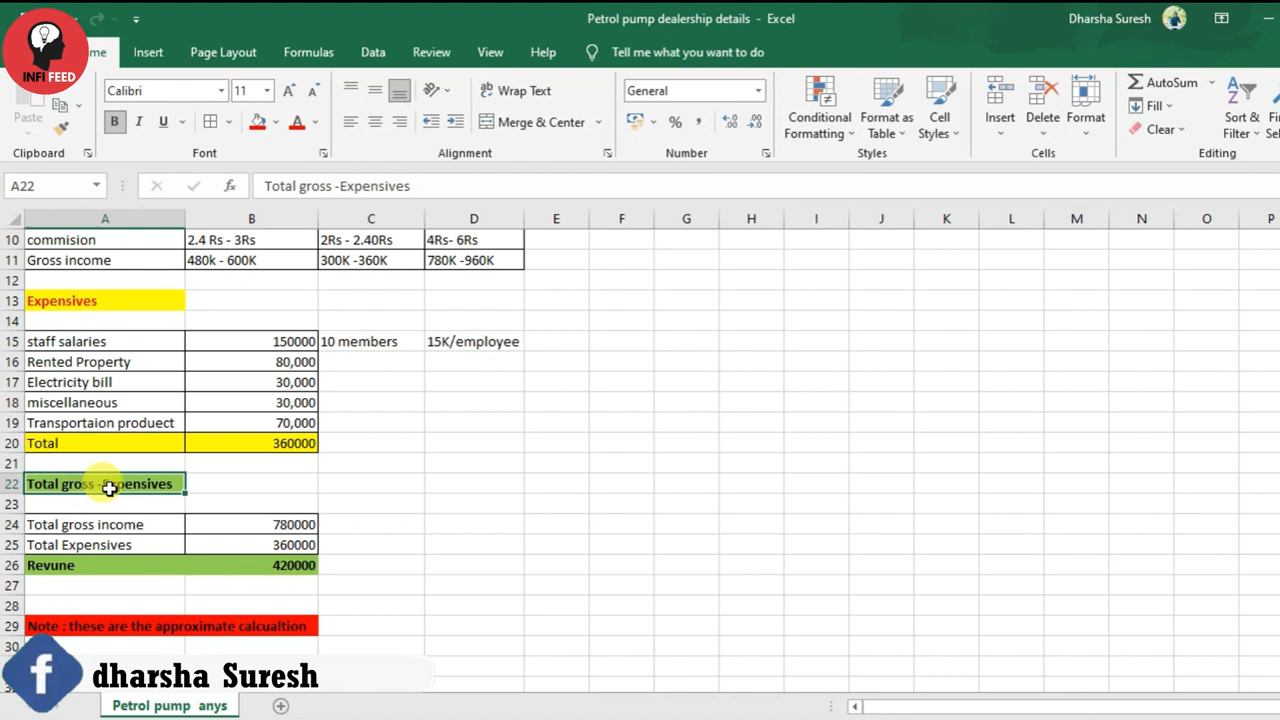 Petrol pump dealership details - Excel
Dharsha Suresh
INFI FEED
me Insert Page Layout Formulas Data Review View Help Tell me what you want to do
Paste
Calibri 11
B I U
Wrap Text
Merge & Center
General
Conditional Formatting
Format as Table
Cell Styles
Insert
Delete
Format
AutoSum
Fill
Clear
Sort & Filter
Clipboard Font Alignment Number Styles Cells Editing
A22 fx Total gross -Expensives
A B C D E F G H I J K L M N O P
10 commision 2.4 Rs - 3Rs 2Rs - 2.40Rs 4Rs- 6Rs
11 Gross income 480k - 600K 300K -360K 780K -960K
12
13 Expensives
14
15 staff salaries 150000 10 members 15K/employee
16 Rented Property 80,000
17 Electricity bill 30,000
18 miscellaneous 30,000
19 Transportaion produect 70,000
20 Total 360000
21
22 Total gross -Expensives
23
24 Total gross income 780000
25 Total Expensives 360000
26 Revune 420000
27
28
29 Note : these are the approximate calcualtion
30
f dharsha Suresh
Petrol pump anys